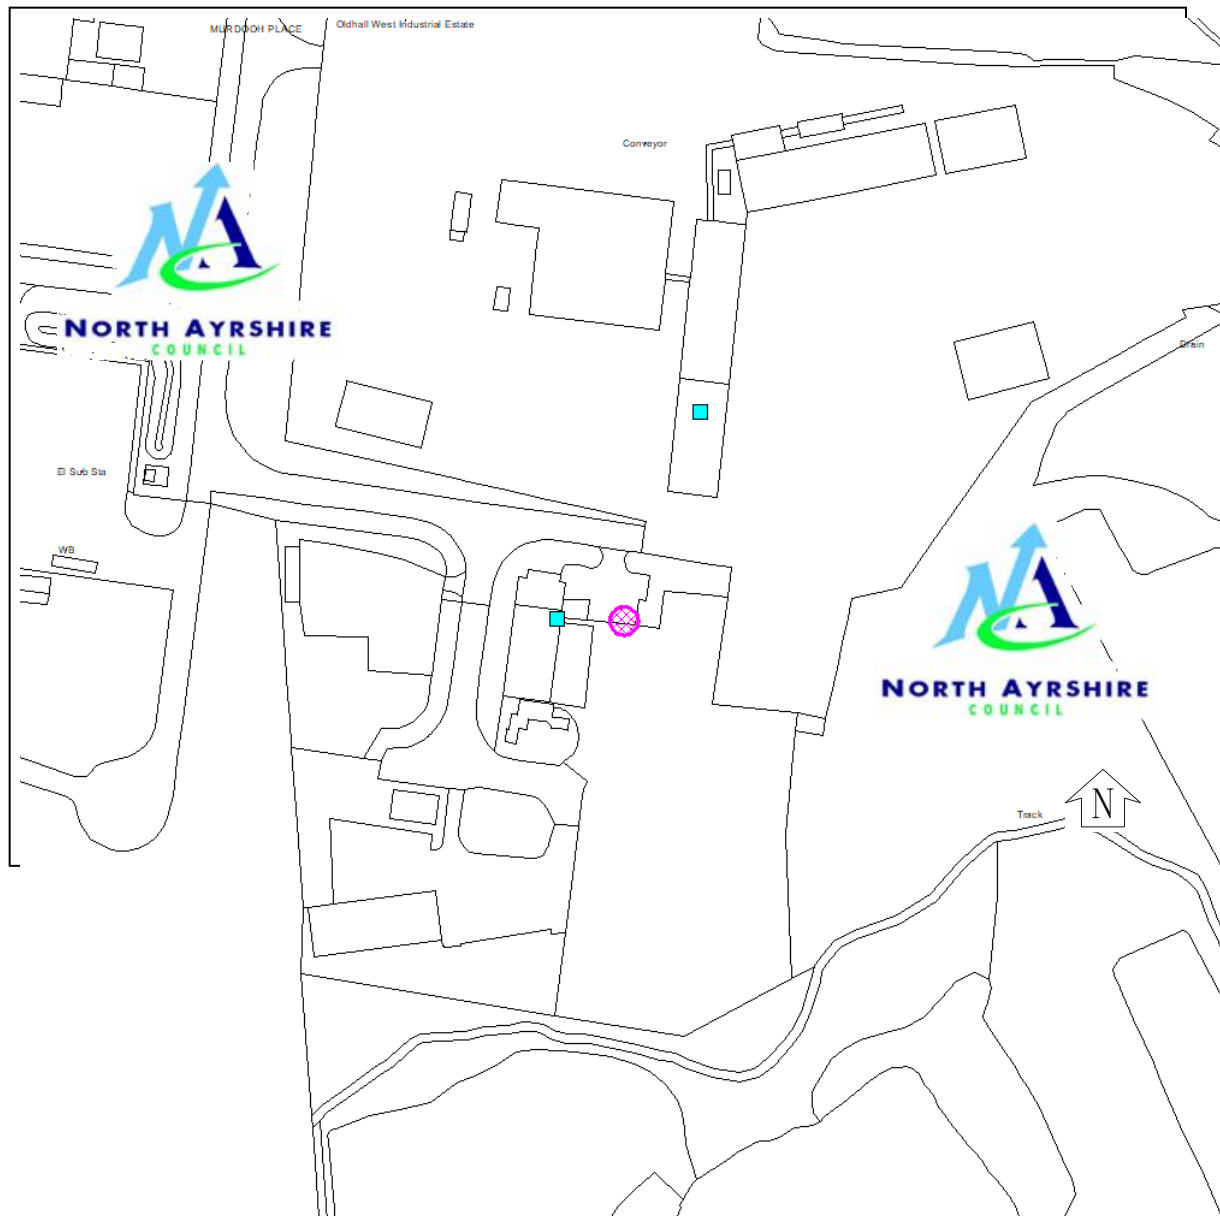 MURDOCH PLACE
Oldhall West Industrial Estate
Conveyor
NORTH AYRSHIRE
COUNCIL
Drain
El Sub Sta
WB
NORTH AYRSHIRE
COUNCIL
Track
N